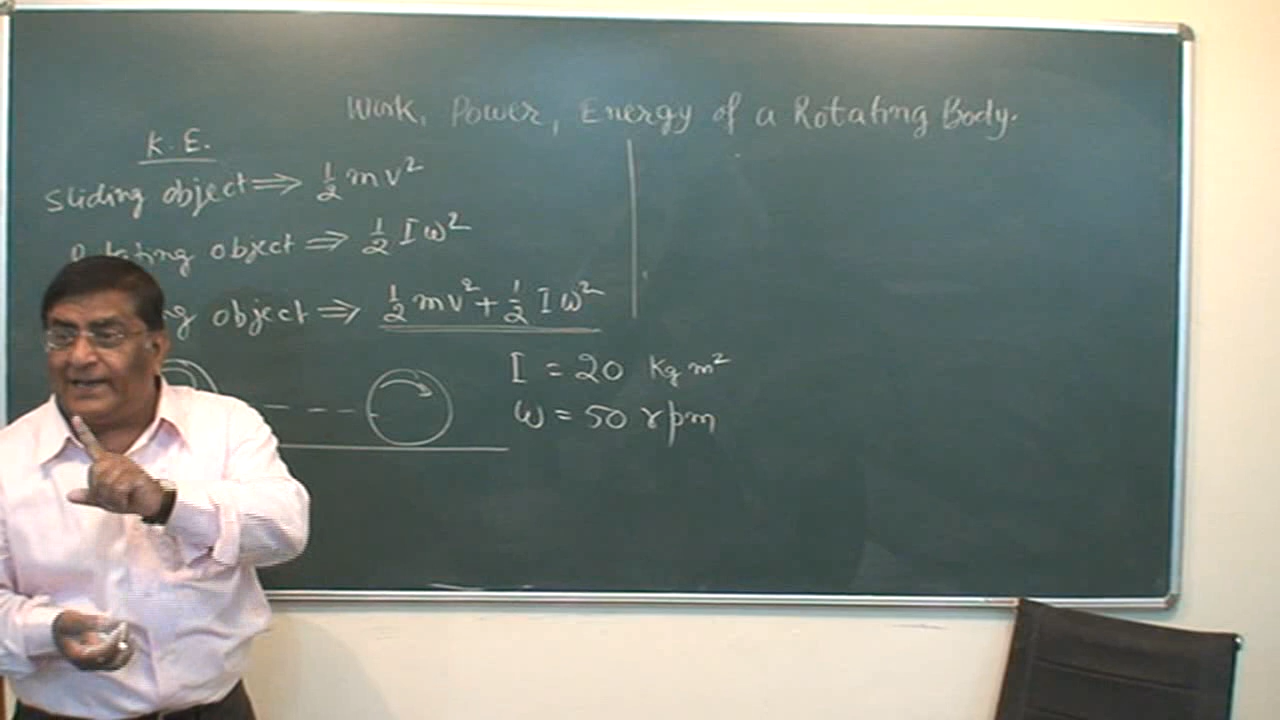 Work, Power, Energy of a Rotating Body.
K.E.
Sliding object ⇒ ½ mv²
object ⇒ ½ Iω²
object ⇒ ½ mv² + ½ Iω²
I = 20 Kg m²
ω = 50 rpm